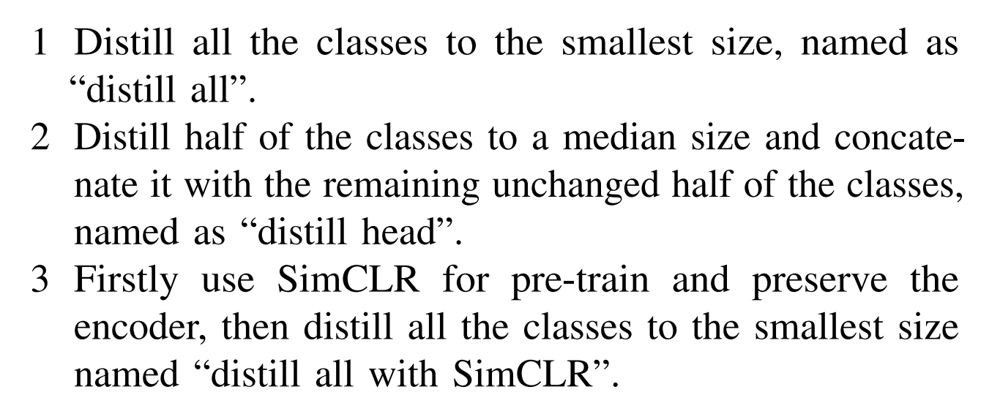 1 Distill all the classes to the smallest size, named as
“distill all”.
2 Distill half of the classes to a median size and concate-
nate it with the remaining unchanged half of the classes,
named as “distill head”.
3 Firstly use SimCLR for pre-train and preserve the
encoder, then distill all the classes to the smallest size
named “distill all with SimCLR”.